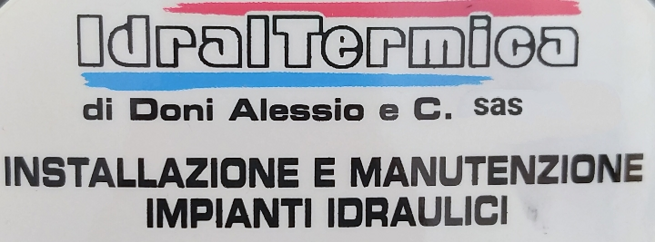 IdralTermica
di Doni Alessio e C. sas
INSTALLAZIONE E MANUTENZIONE
IMPIANTI IDRAULICI